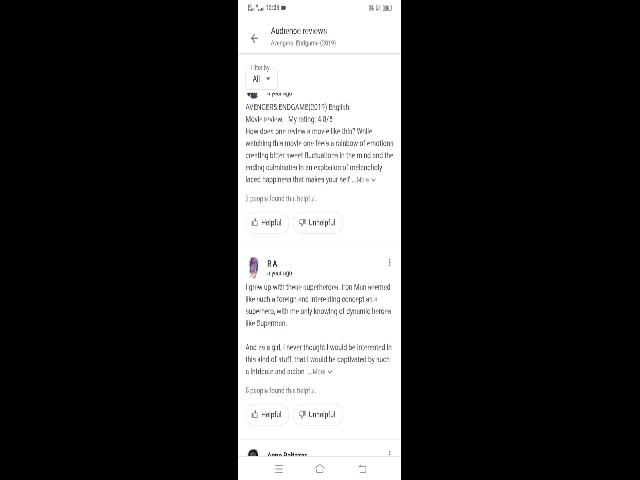 12:09
Audience reviews
Avengers: Endgame (2019)
Filter by
All
a year ago
AVENGERS:ENDGAME(2019) English.
Movie review. My rating: 4.8/5
How does one review a movie like this? While
watching this movie one feels a rainbow of emotions
creating bitter sweet fluctuations in the mind and the
ending culminates in an explosion of melancholy
laced happiness that makes your self ...More
2 people found this helpful.
Helpful
Unhelpful
R A
a year ago
I grew up with these superheroes. Iron Man seemed
like such a foreign and interesting concept as a
superhero, with me only knowing of dynamic heroes
like Superman.
And as a girl, I never thought I would be interested in
this kind of stuff, that I would be captivated by such
a intricate and action ...More
6 people found this helpful.
Helpful
Unhelpful
Anne Baltazar